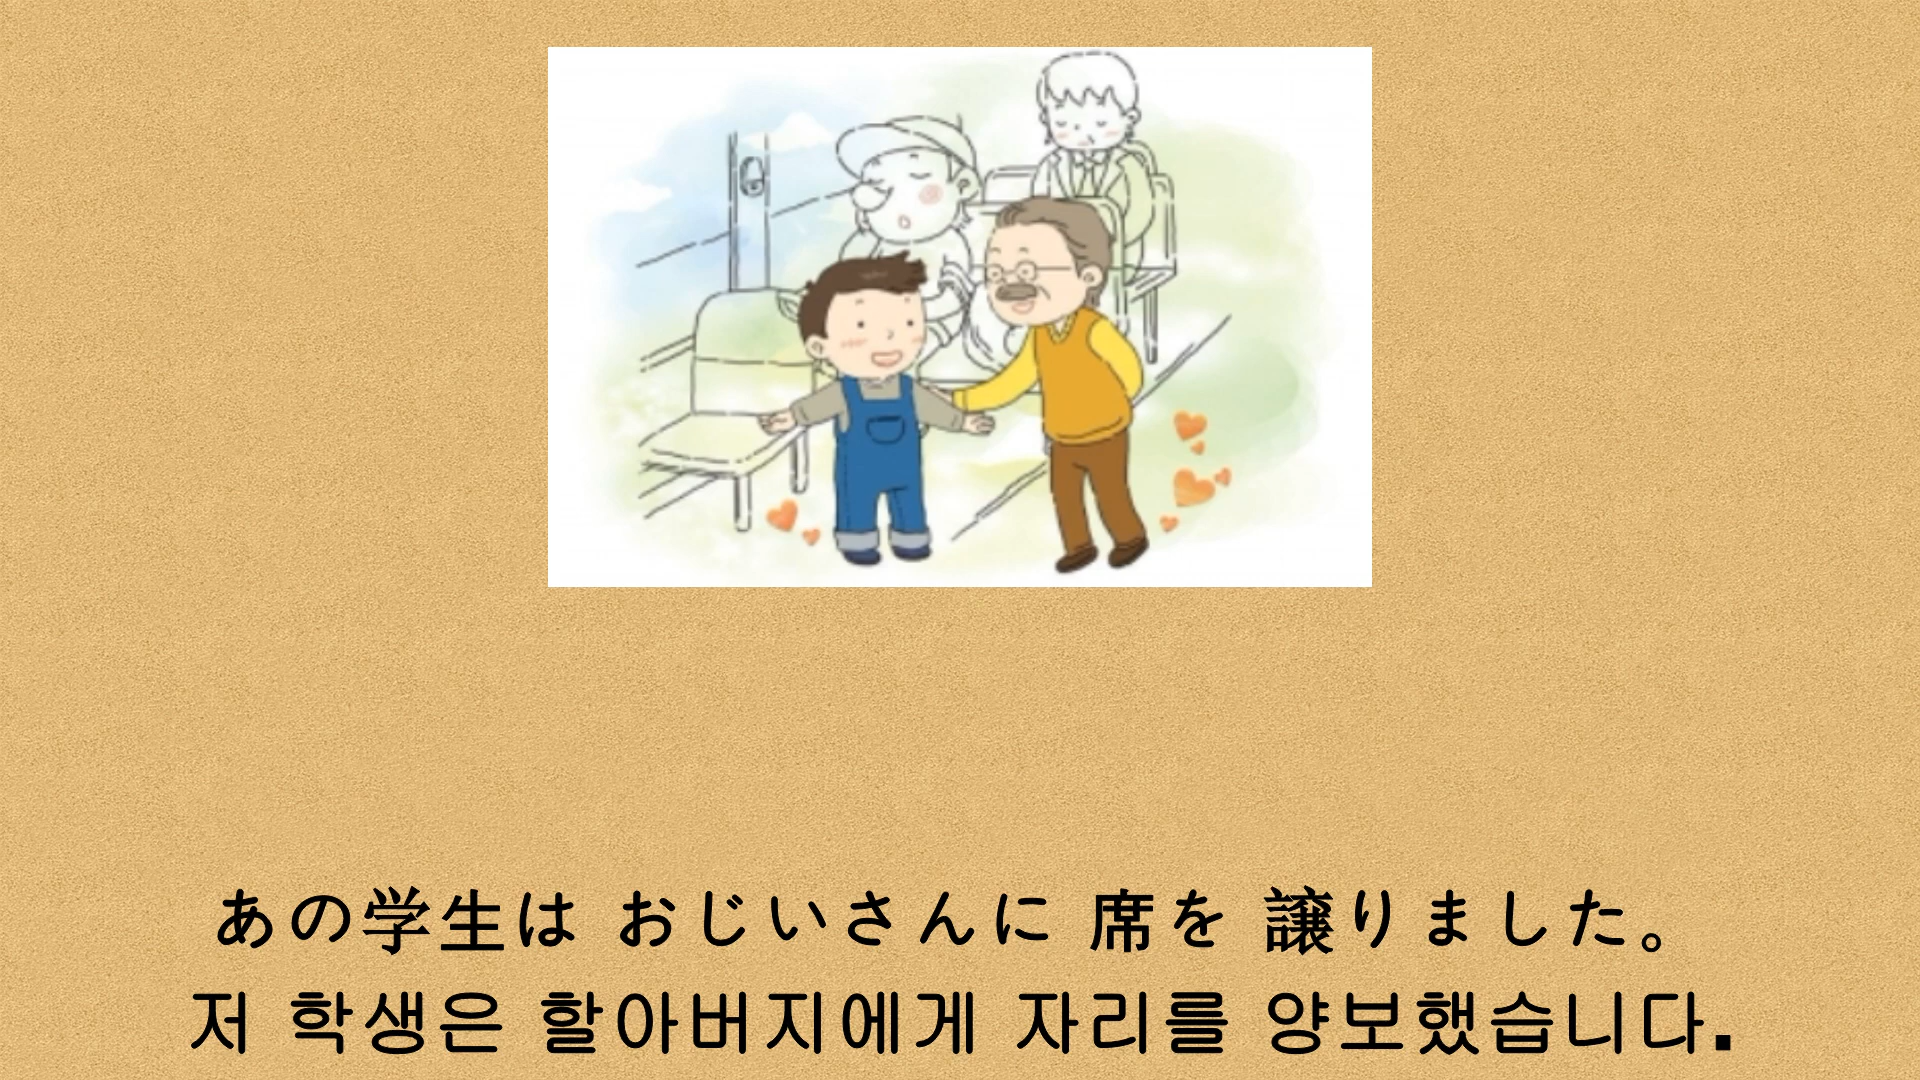 あの学生は おじいさんに 席を 譲りました。
저 학생은 할아버지에게 자리를 양보했습니다.